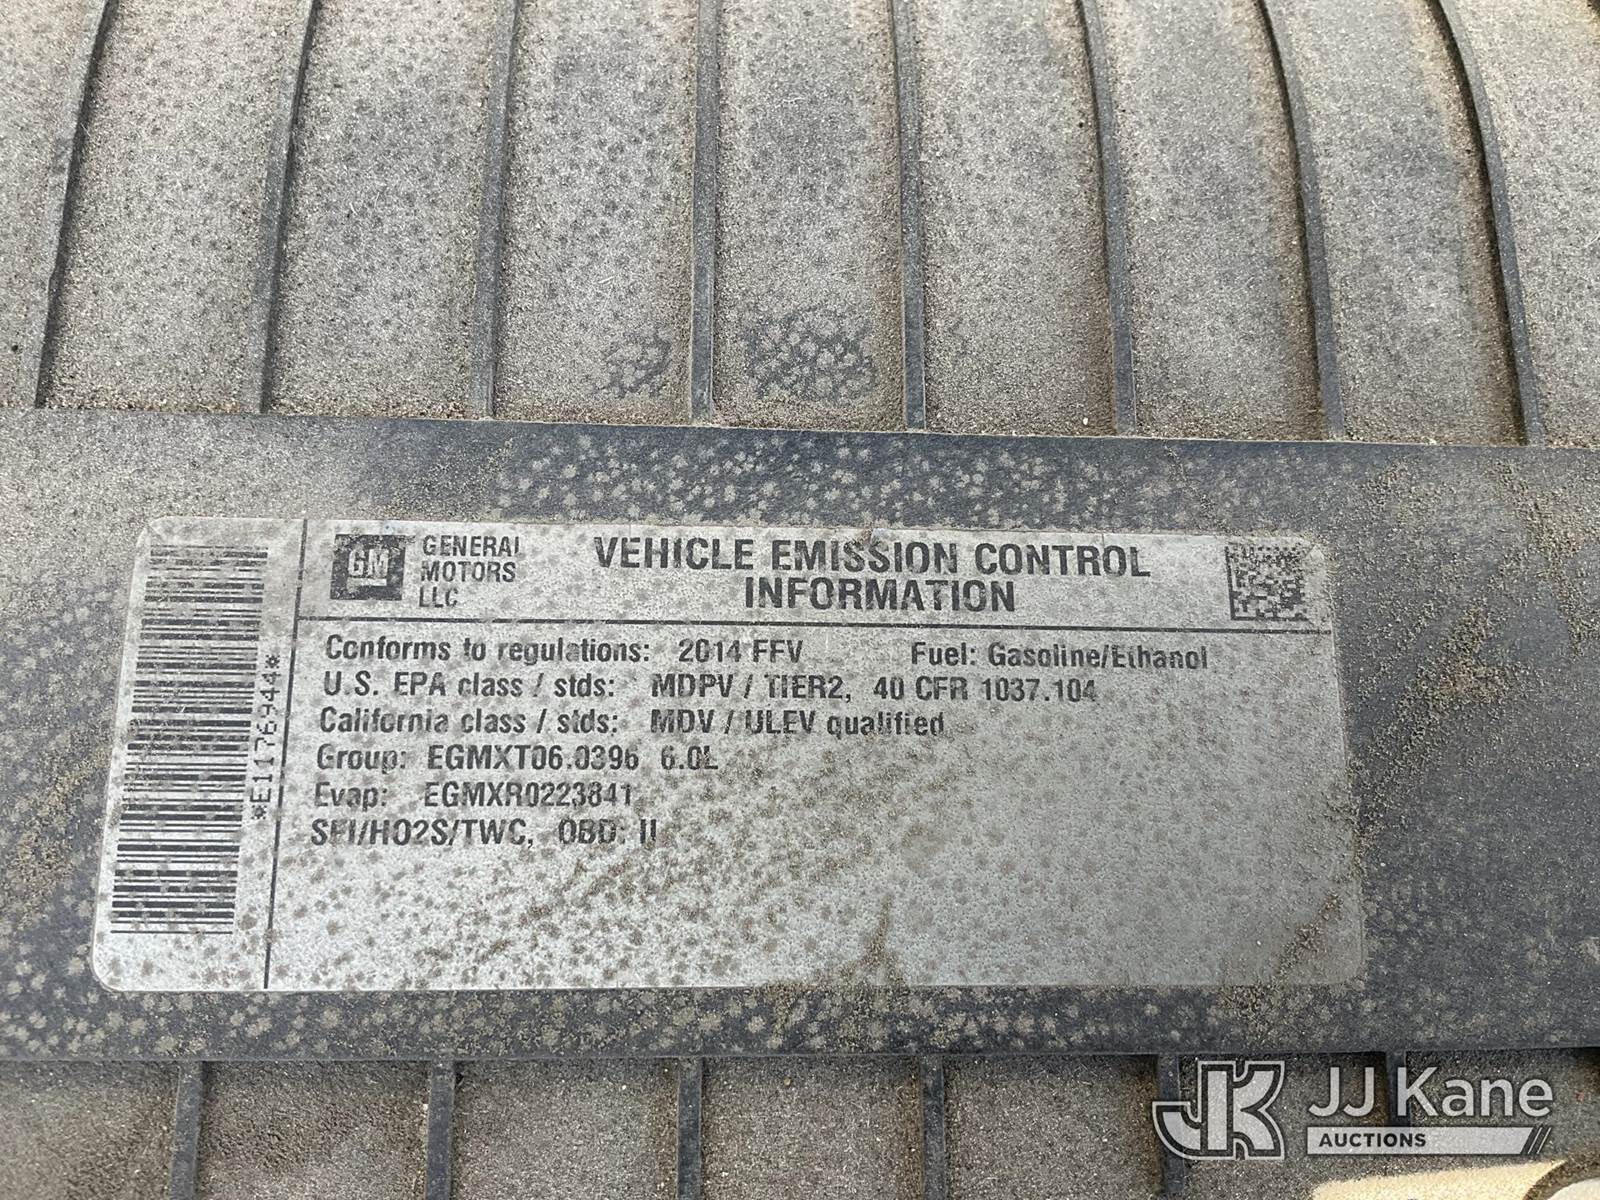 *E1176944*
GM
GENERAL
MOTORS
LLC
VEHICLE EMISSION CONTROL
INFORMATION
Conforms to regulations: 2014 FFV Fuel: Gasoline/Ethanol
U.S. EPA class / stds: MDPV / TIER2, 40 CFR 1037.104
California class / stds: MDV / ULEV qualified
Group: EGMXT06.0396 6.0L
Evap: EGMXR0223841
SFI/HO2S/TWC, OBD: II
JK JJ Kane
AUCTIONS